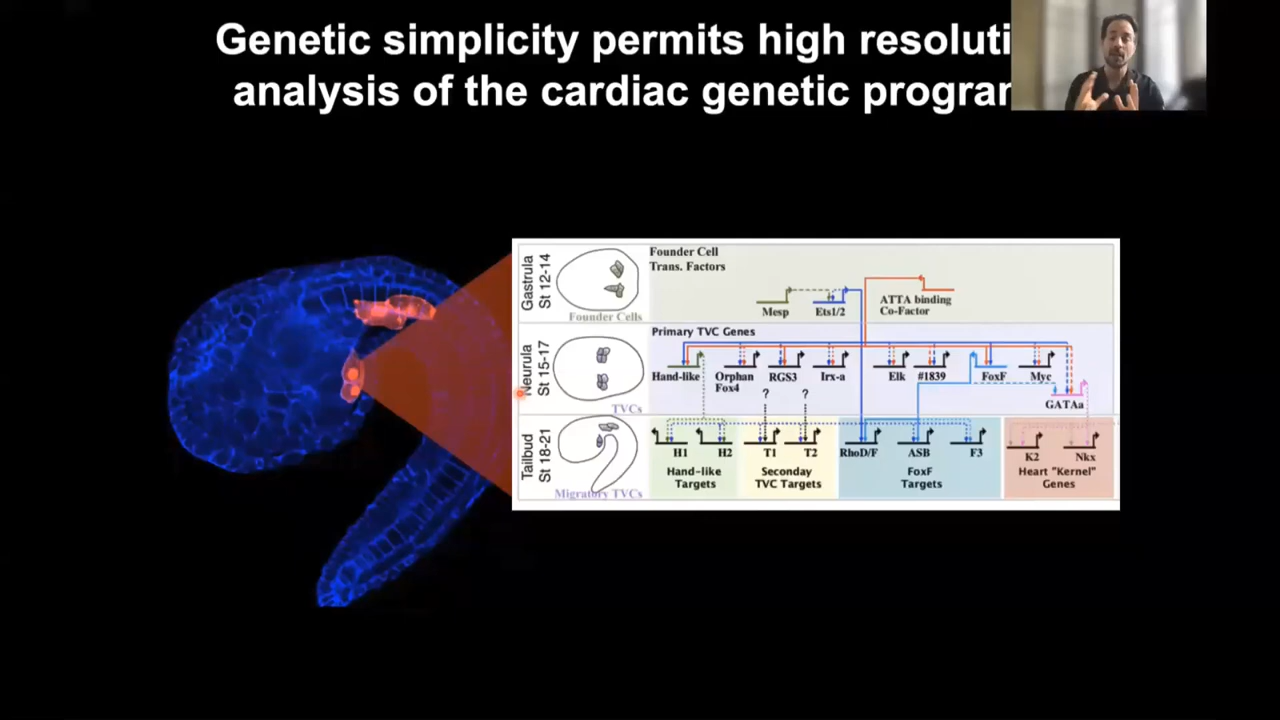 Genetic simplicity permits high resoluti
analysis of the cardiac genetic program
Gastrula
St 12-14
Founder Cells
Founder Cell
Trans. Factors
Mesp
Ets1/2
ATTA binding
Co-Factor
Neurula
St 15-17
TVCs
Primary TVC Genes
Hand-like
Orphan
Fox4
RGS3
Irx-a
Elk
#1839
FoxF
Myc
GATAa
?
?
Tailbud
St 18-21
Migratory TVCs
H1
H2
Hand-like
Targets
T1
T2
Seconday
TVC Targets
RhoD/F
ASB
F3
FoxF
Targets
K2
Nkx
Heart "Kernel"
Genes